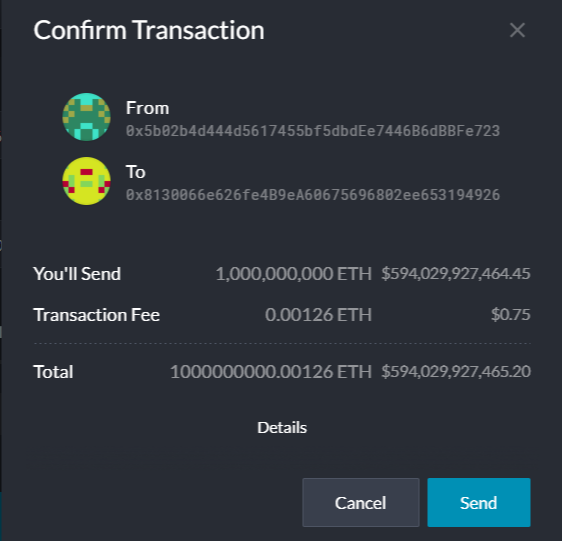 Confirm Transaction
From
0x5b02b4d444d5617455bf5dbdEe7446B6dBBFe723
To
0x8130066e626fe4B9eA60675696802ee653194926
You'll Send 1,000,000,000 ETH $594,029,927,464.45
Transaction Fee 0.00126 ETH $0.75
Total 1000000000.00126 ETH $594,029,927,465.20
Details
Cancel Send